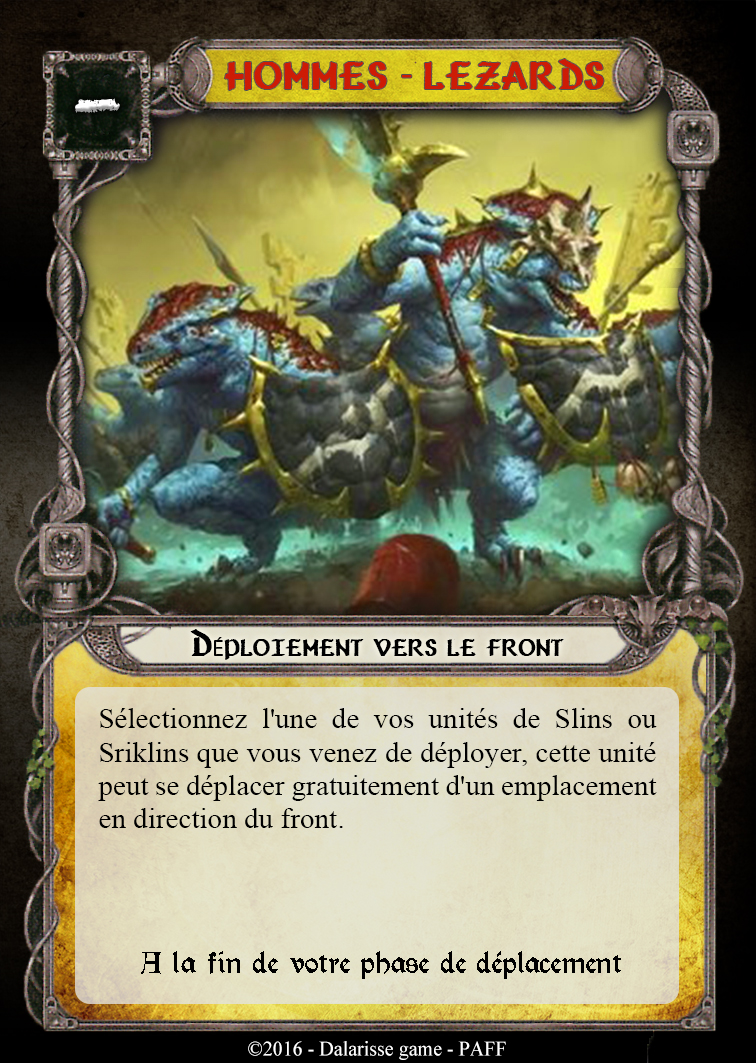 HOMMES - LEZARDS
-
Déploiement vers le front
Sélectionnez l'une de vos unités de Slins ou
Sriklins que vous venez de déployer, cette unité
peut se déplacer gratuitement d'un emplacement
en direction du front.
A la fin de votre phase de déplacement
©2016 - Dalarisse game - PAFF